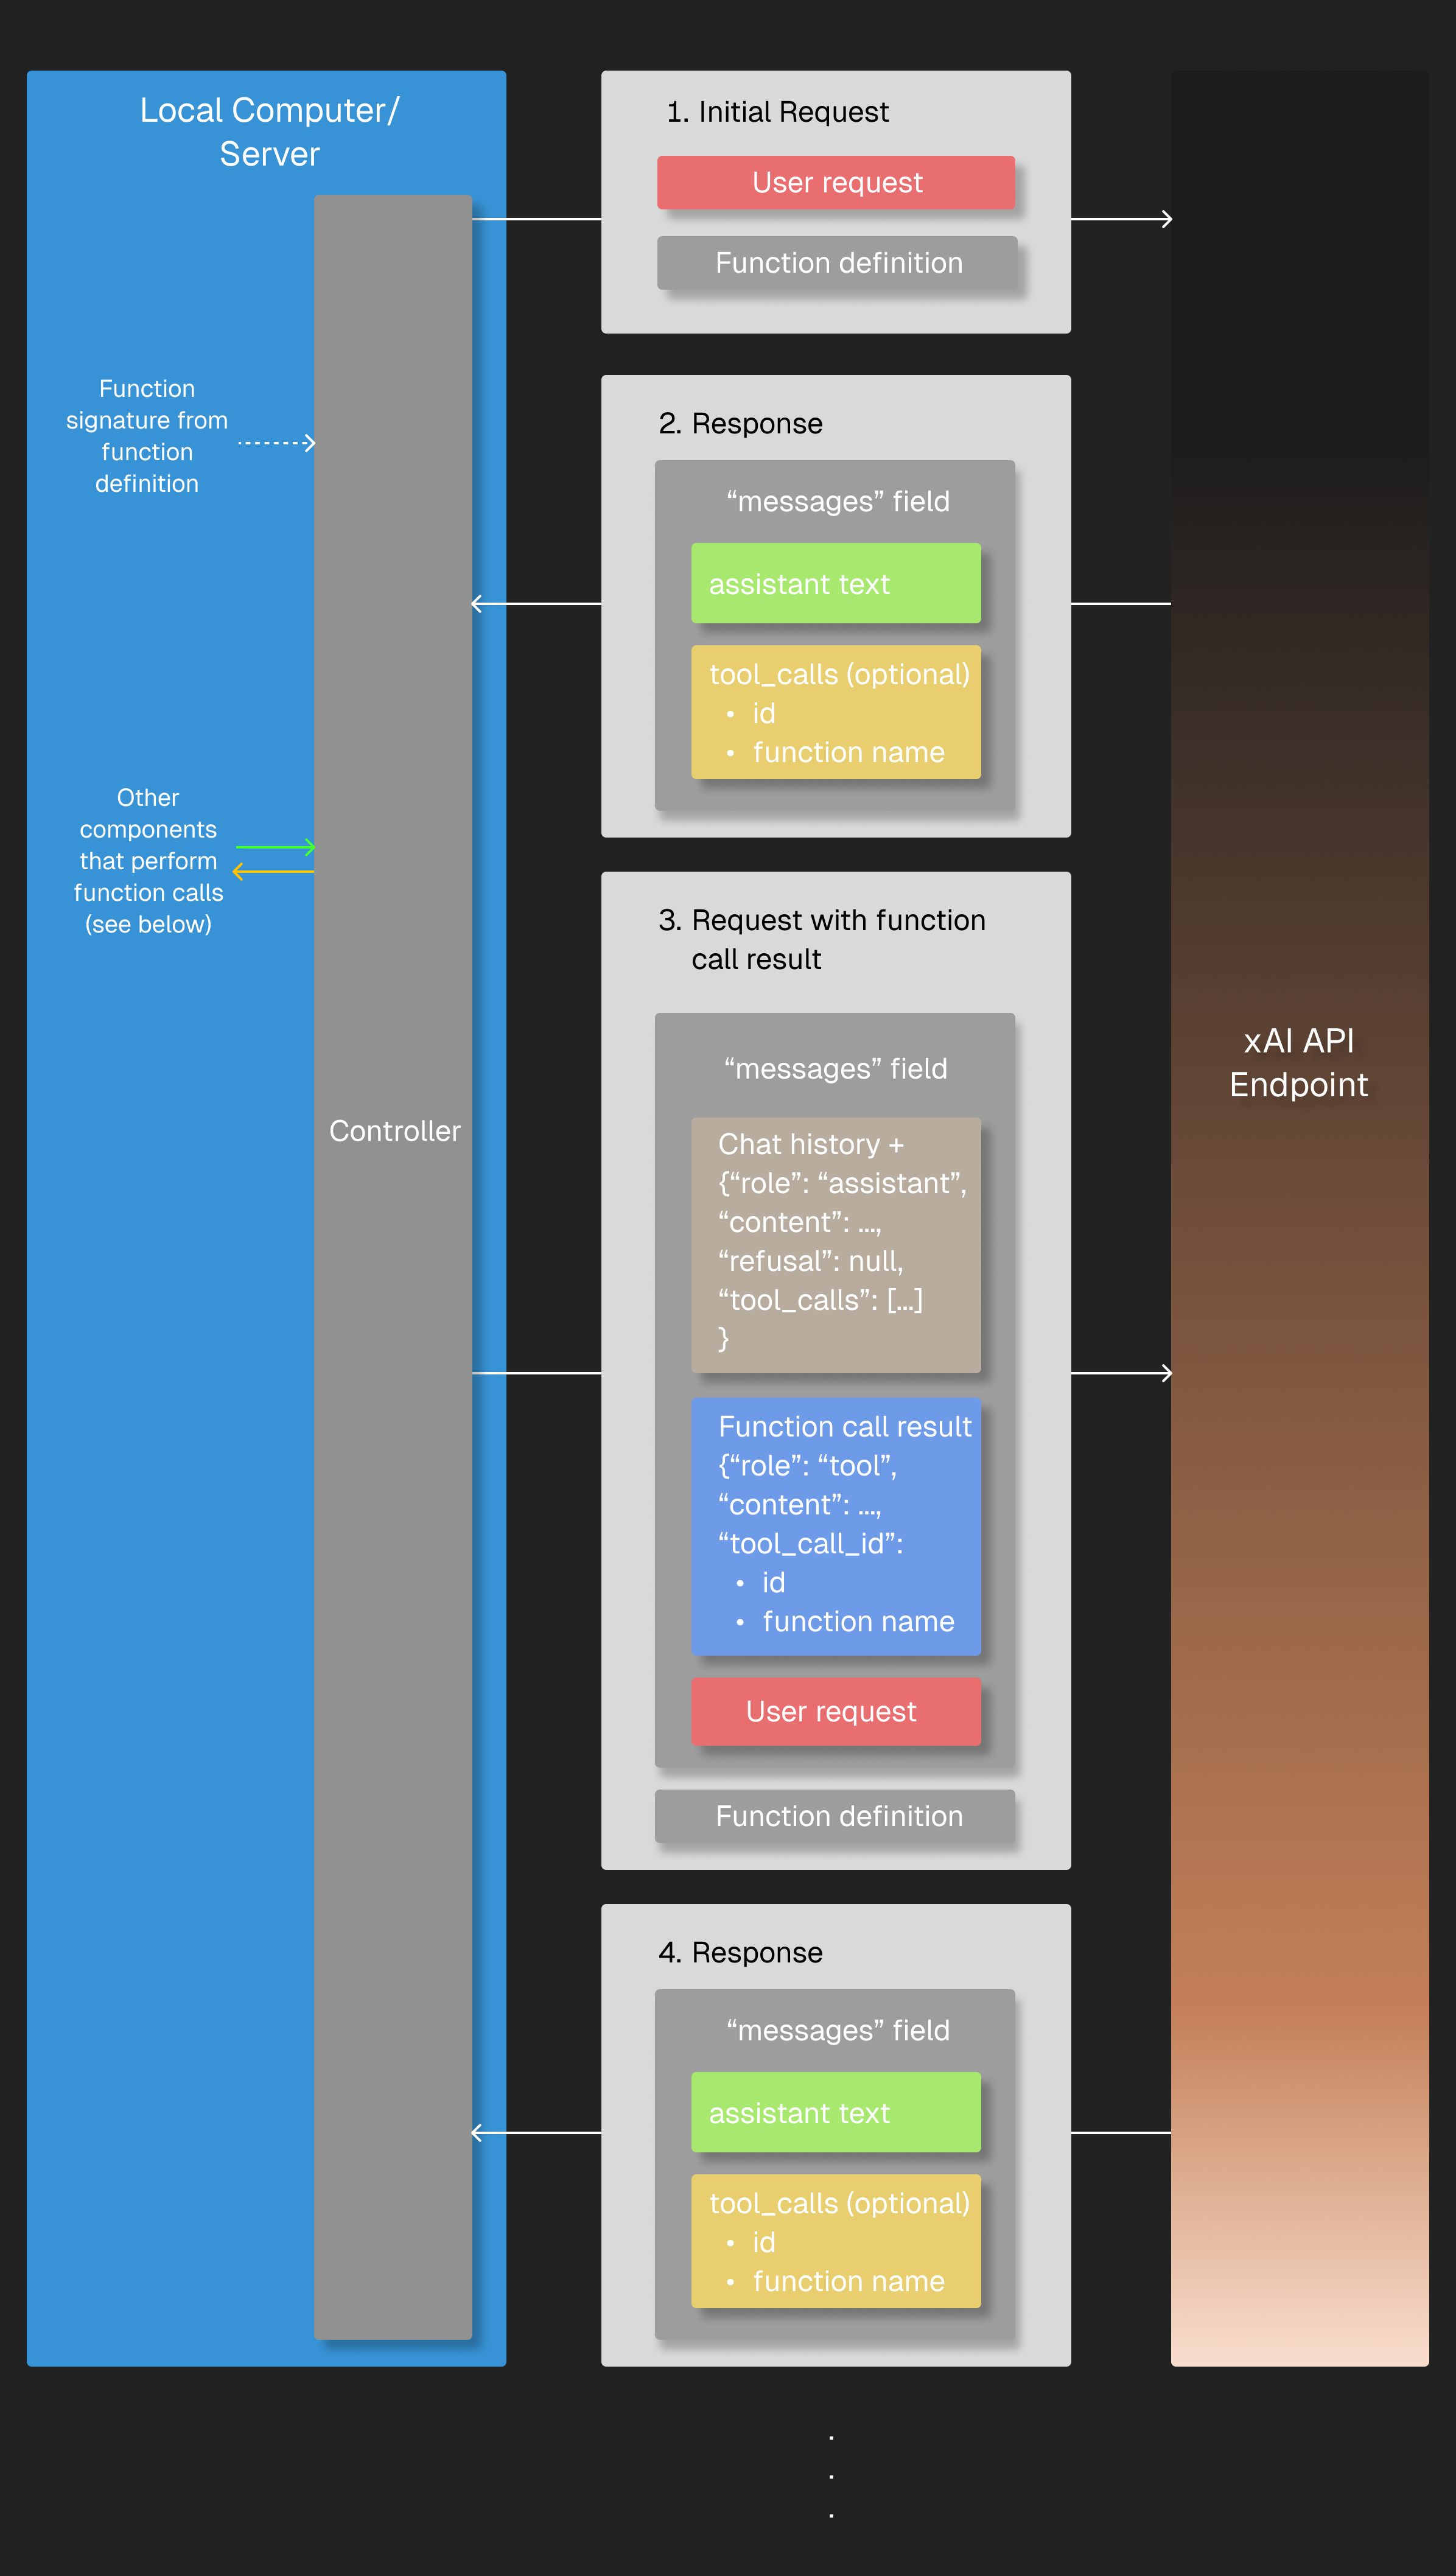 Local Computer/
Server
Function
signature from
function
definition
Other
components
that perform
function calls
(see below)
Controller
1. Initial Request
User request
Function definition
2. Response
“messages” field
assistant text
tool_calls (optional)
• id
• function name
3. Request with function
call result
“messages” field
Chat history +
{“role”: “assistant”,
“content”: ...,
“refusal”: null,
“tool_calls”: [...]
}
Function call result
{“role”: “tool”,
“content”: ...,
“tool_call_id”:
• id
• function name
User request
Function definition
4. Response
“messages” field
assistant text
tool_calls (optional)
• id
• function name
.
.
.
xAI API
Endpoint